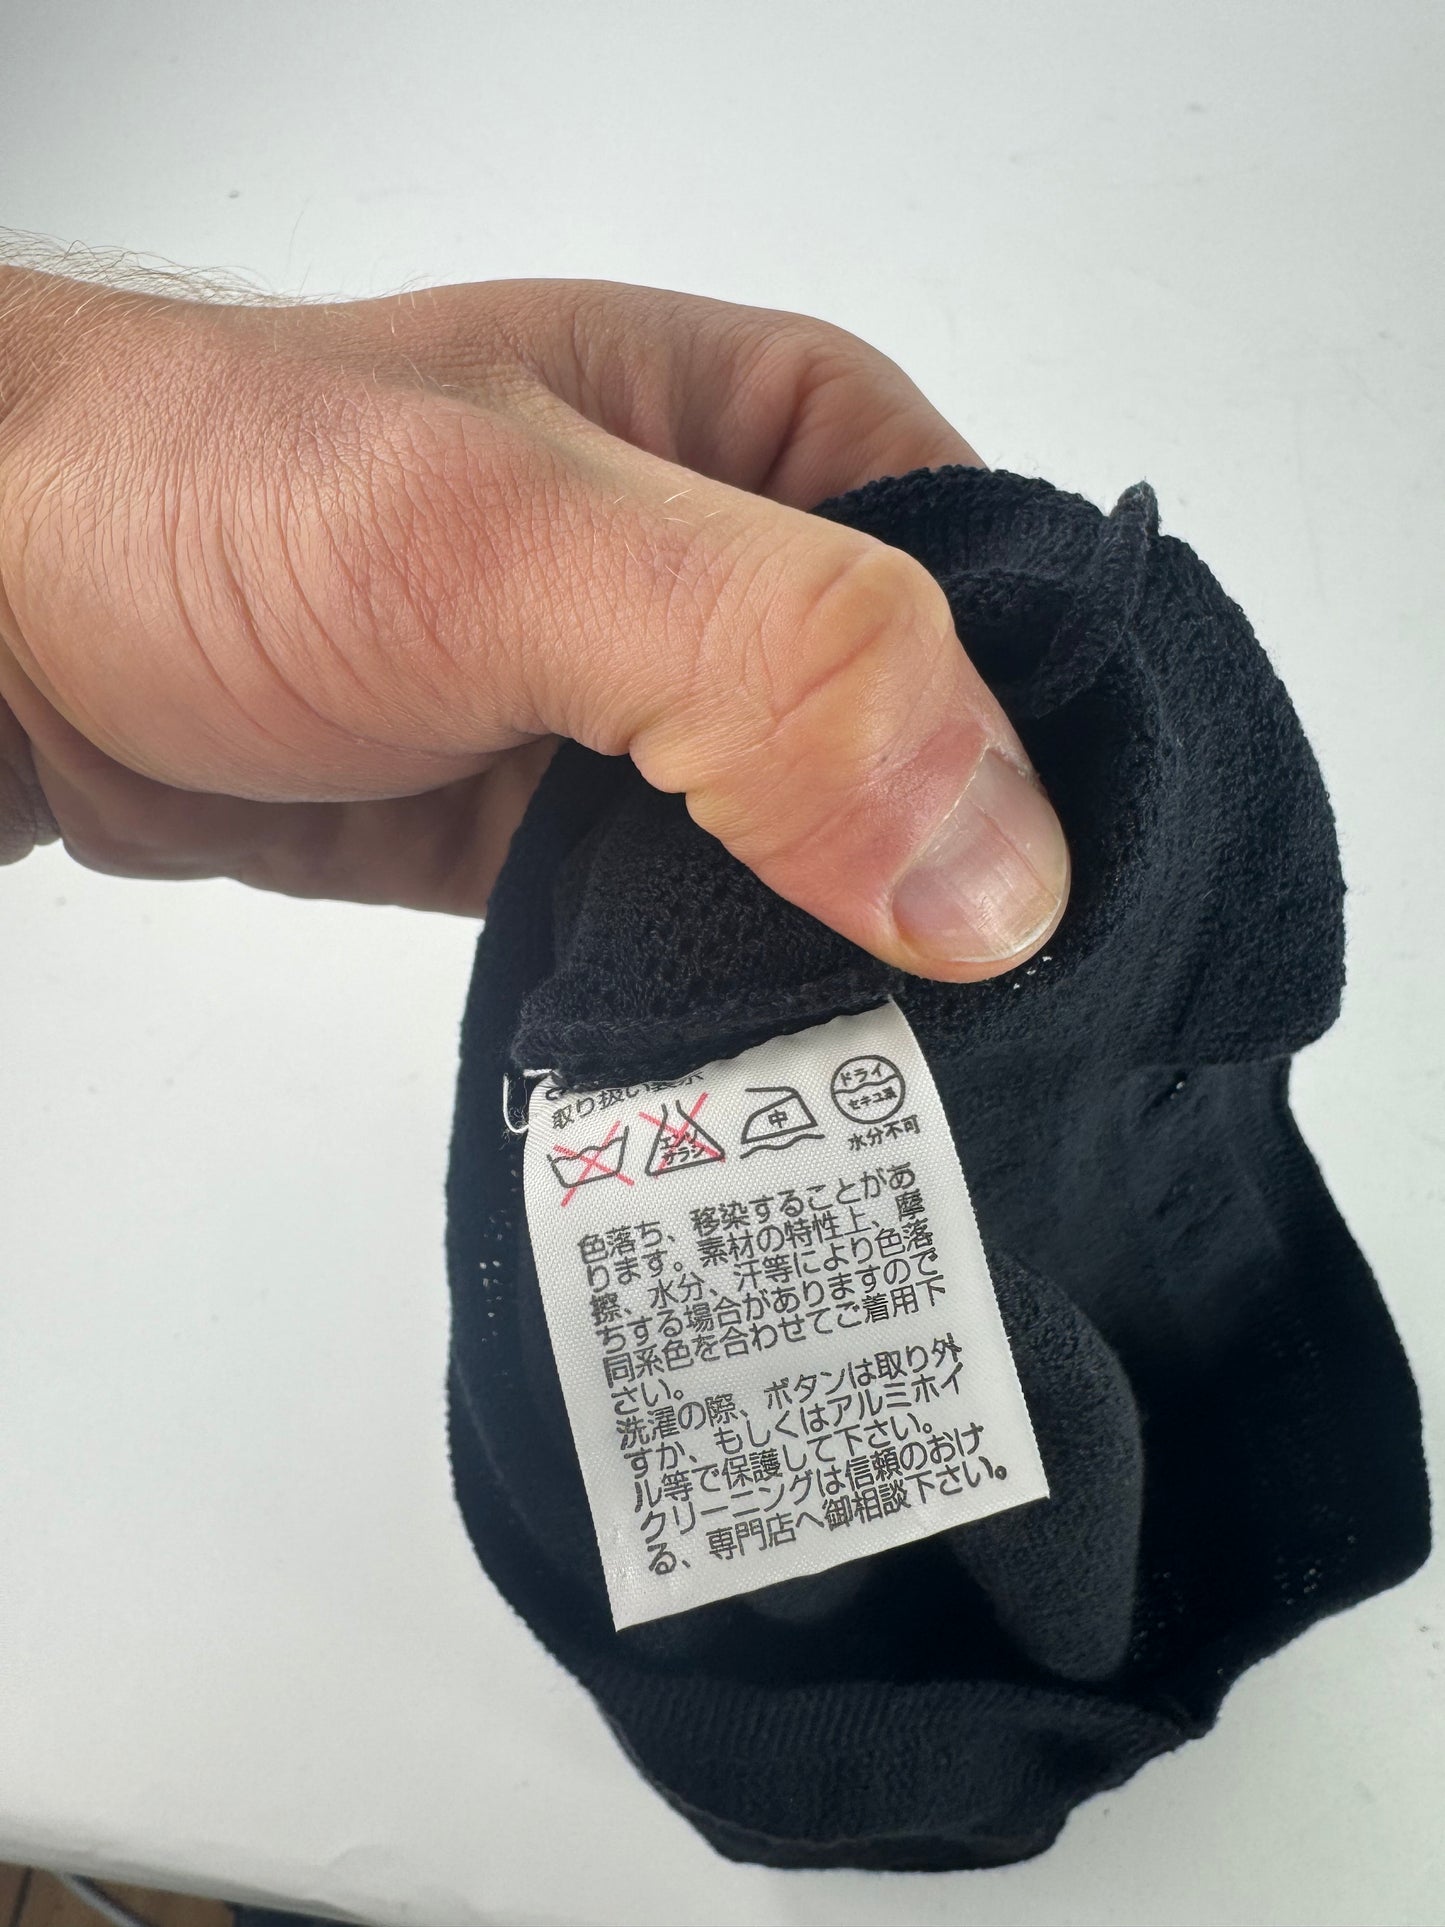 取り扱い表示
エンソ
サラシ
中
ドライ
セキユ系
水分不可
色落ち、移染することがあ
ります。素材の特性上、摩
擦、水分、汗等により色落
ちする場合がありますので
同系色を合わせてご着用下
さい。
洗濯の際、ボタンは取り外
すか、もしくはアルミホイ
ル等で保護して下さい。
クリーニングは信頼のおけ
る、専門店へ御相談下さい。